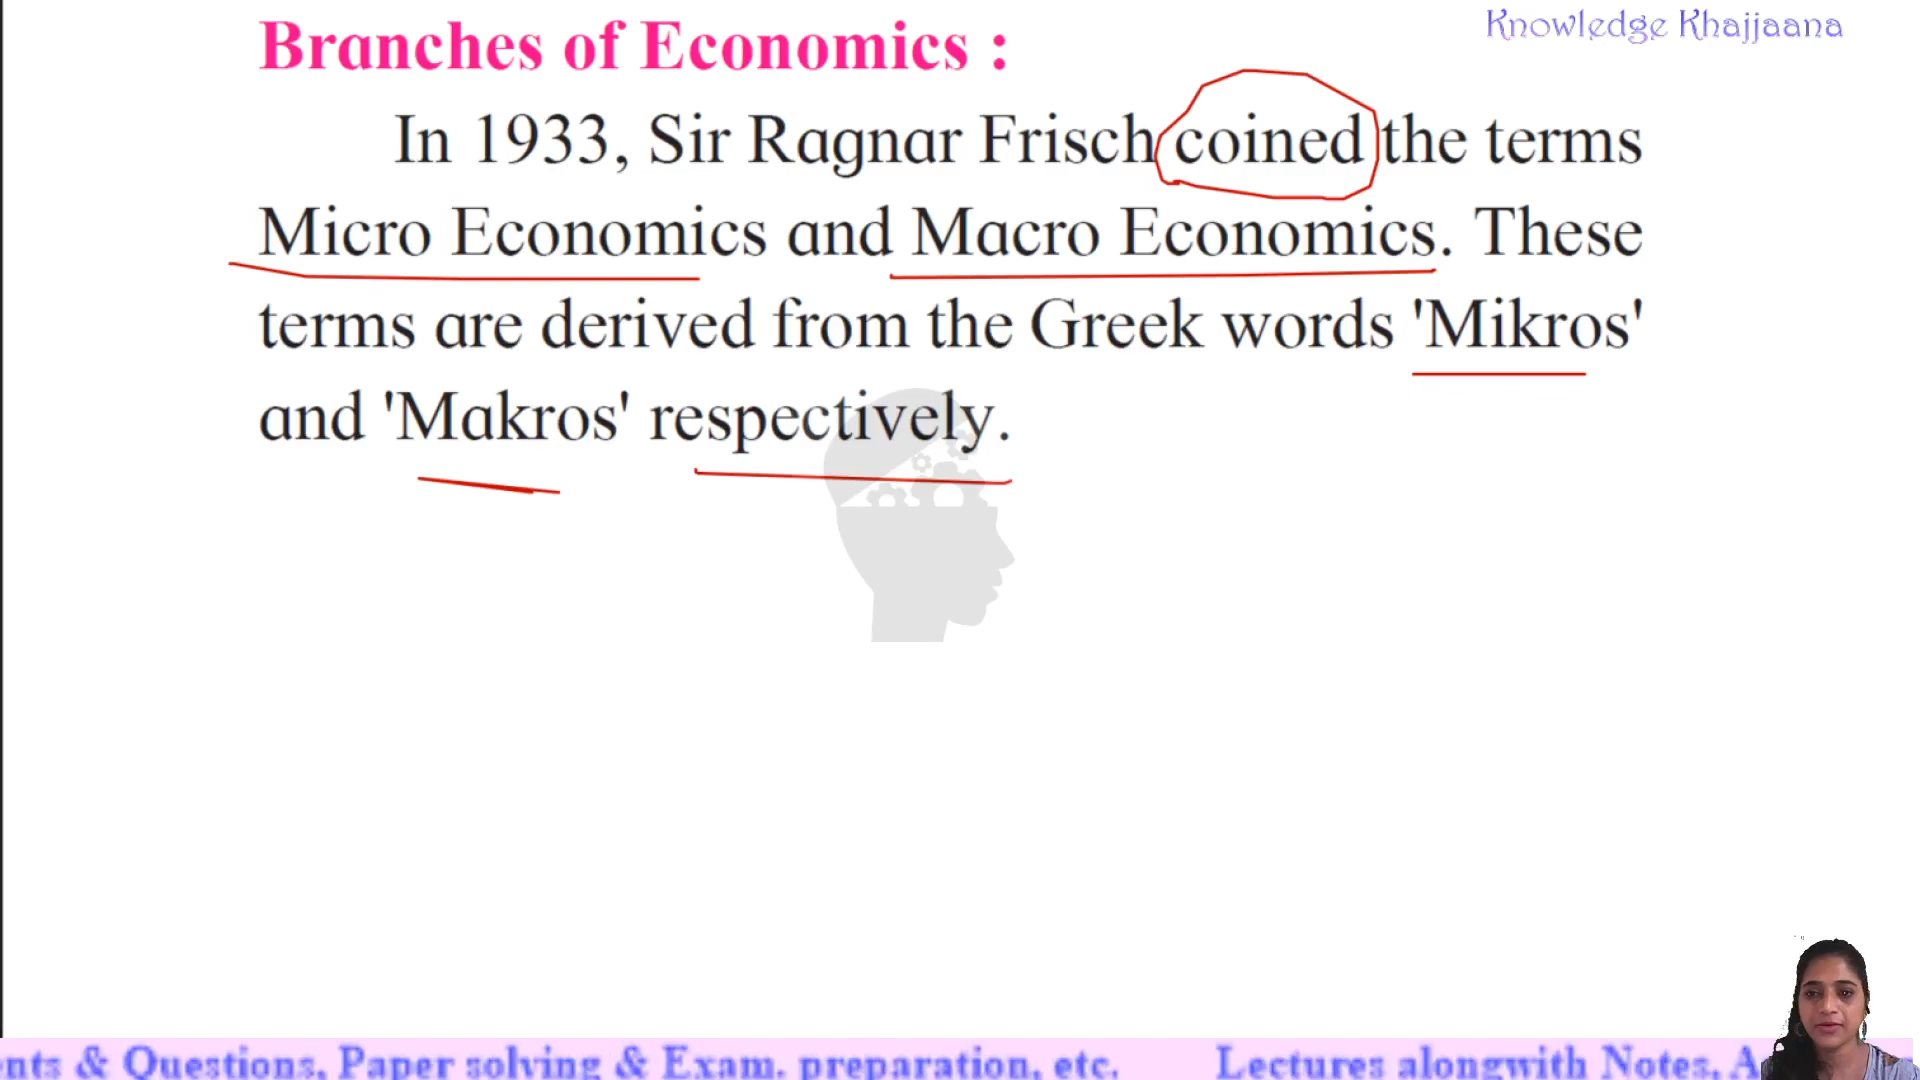 Knowledge Khajjaana
Branches of Economics :
In 1933, Sir Ragnar Frisch coined the terms
Micro Economics and Macro Economics. These
terms are derived from the Greek words 'Mikros'
and 'Makros' respectively.
nts & Questions, Paper solving & Exam. preparation, etc. Lectures alongwith Notes, A